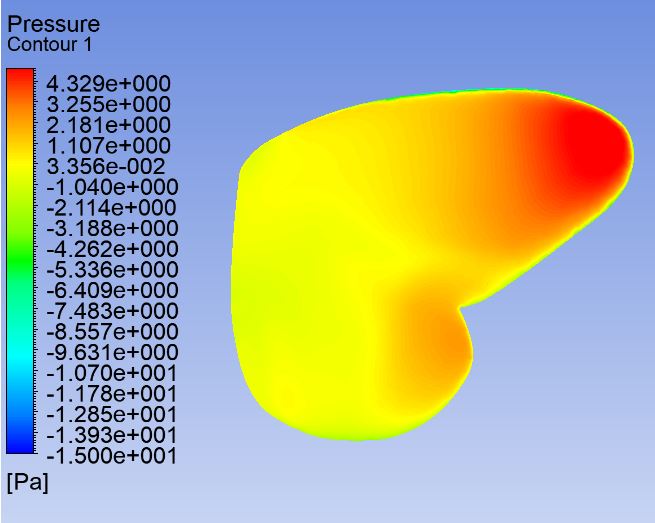 Pressure
Contour 1
4.329e+000
3.255e+000
2.181e+000
1.107e+000
3.356e-002
-1.040e+000
-2.114e+000
-3.188e+000
-4.262e+000
-5.336e+000
-6.409e+000
-7.483e+000
-8.557e+000
-9.631e+000
-1.070e+001
-1.178e+001
-1.285e+001
-1.393e+001
-1.500e+001
[Pa]